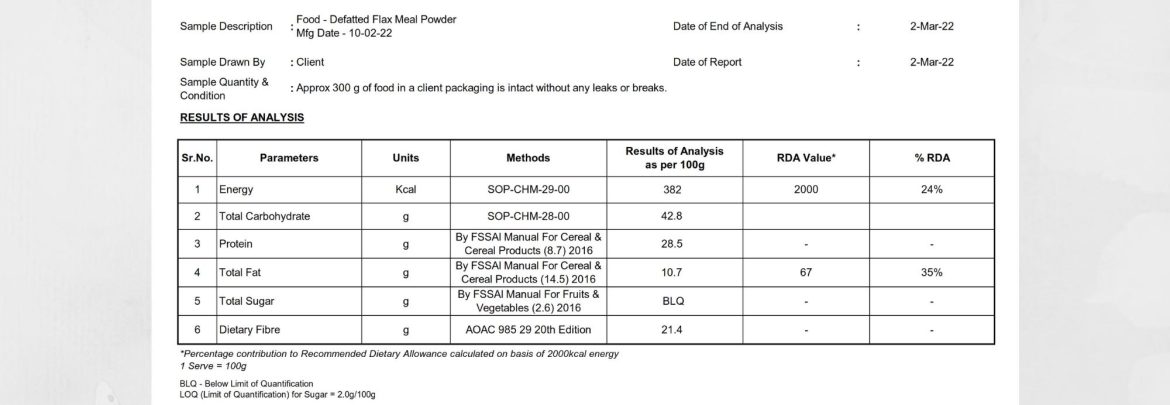 Sample Description : Food - Defatted Flax Meal Powder
Mfg Date - 10-02-22
Date of End of Analysis : 2-Mar-22
Sample Drawn By : Client
Date of Report : 2-Mar-22
Sample Quantity &
Condition : Approx 300 g of food in a client packaging is intact without any leaks or breaks.
RESULTS OF ANALYSIS
Sr.No. Parameters Units Methods Results of Analysis as per 100g RDA Value* % RDA
1 Energy Kcal SOP-CHM-29-00 382 2000 24%
2 Total Carbohydrate g SOP-CHM-28-00 42.8
3 Protein g By FSSAI Manual For Cereal & Cereal Products (8.7) 2016 28.5 - -
4 Total Fat g By FSSAI Manual For Cereal & Cereal Products (14.5) 2016 10.7 67 35%
5 Total Sugar g By FSSAI Manual For Fruits & Vegetables (2.6) 2016 BLQ - -
6 Dietary Fibre g AOAC 985 29 20th Edition 21.4 - -
*Percentage contribution to Recommended Dietary Allowance calculated on basis of 2000kcal energy
1 Serve = 100g
BLQ - Below Limit of Quantification
LOQ (Limit of Quantification) for Sugar = 2.0g/100g